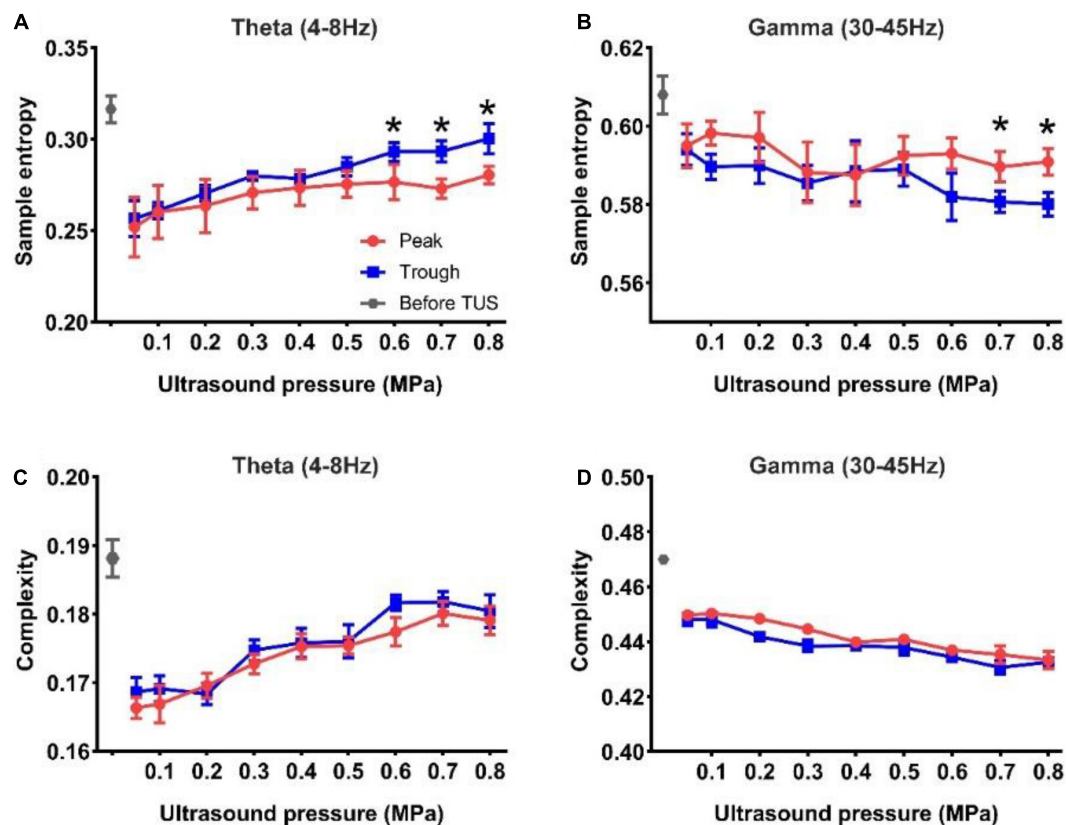 A
Theta (4-8Hz)
0.35
0.30
0.25
0.20
Sample entropy
* * *
Peak
Trough
Before TUS
0.1 0.2 0.3 0.4 0.5 0.6 0.7 0.8
Ultrasound pressure (MPa)
B
Gamma (30-45Hz)
0.62
0.60
0.58
0.56
Sample entropy
* *
0.1 0.2 0.3 0.4 0.5 0.6 0.7 0.8
Ultrasound pressure (MPa)
C
Theta (4-8Hz)
0.20
0.19
0.18
0.17
0.16
Complexity
0.1 0.2 0.3 0.4 0.5 0.6 0.7 0.8
Ultrasound pressure (MPa)
D
Gamma (30-45Hz)
0.50
0.48
0.46
0.44
0.42
0.40
Complexity
0.1 0.2 0.3 0.4 0.5 0.6 0.7 0.8
Ultrasound pressure (MPa)